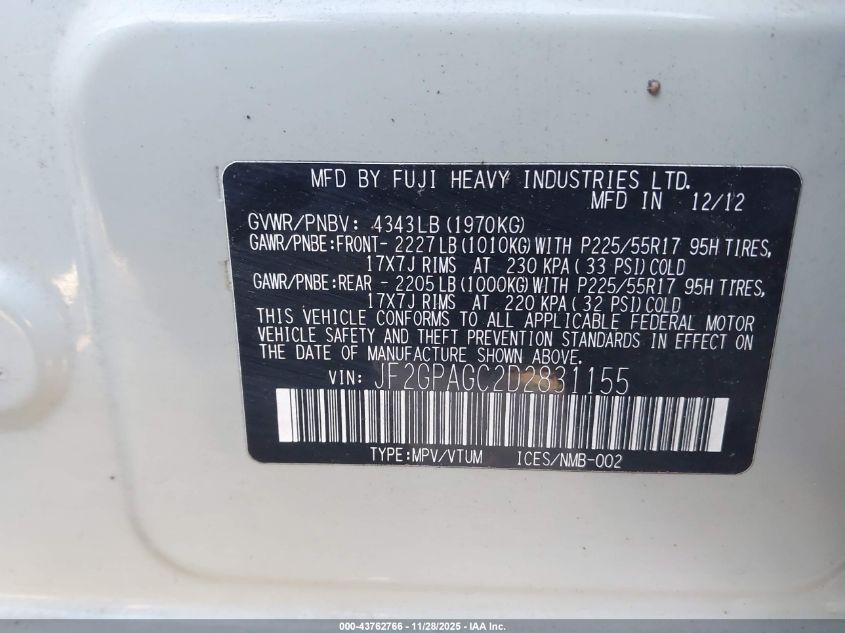 MFD BY FUJI HEAVY INDUSTRIES LTD.
MFD IN 12/12
GVWR/PNBV: 4343LB(1970KG)
GAWR/PNBE:FRONT- 2227LB(1010KG)WITH P225/55R17 95H TIRES,
17X7J RIMS AT 230 KPA( 33 PSI)COLD
GAWR/PNBE:REAR - 2205LB(1000KG)WITH P225/55R17 95H TIRES,
17X7J RIMS AT 220 KPA( 32 PSI)COLD
THIS VEHICLE CONFORMS TO ALL APPLICABLE FEDERAL MOTOR
VEHICLE SAFETY AND THEFT PREVENTION STANDARDS IN EFFECT ON
THE DATE OF MANUFACTURE SHOWN ABOVE.
VIN: JF2GPAGC2D2831155
TYPE:MPV/VTUM ICES/NMB-002
000-43762766 - 11/28/2025 - IAA Inc.